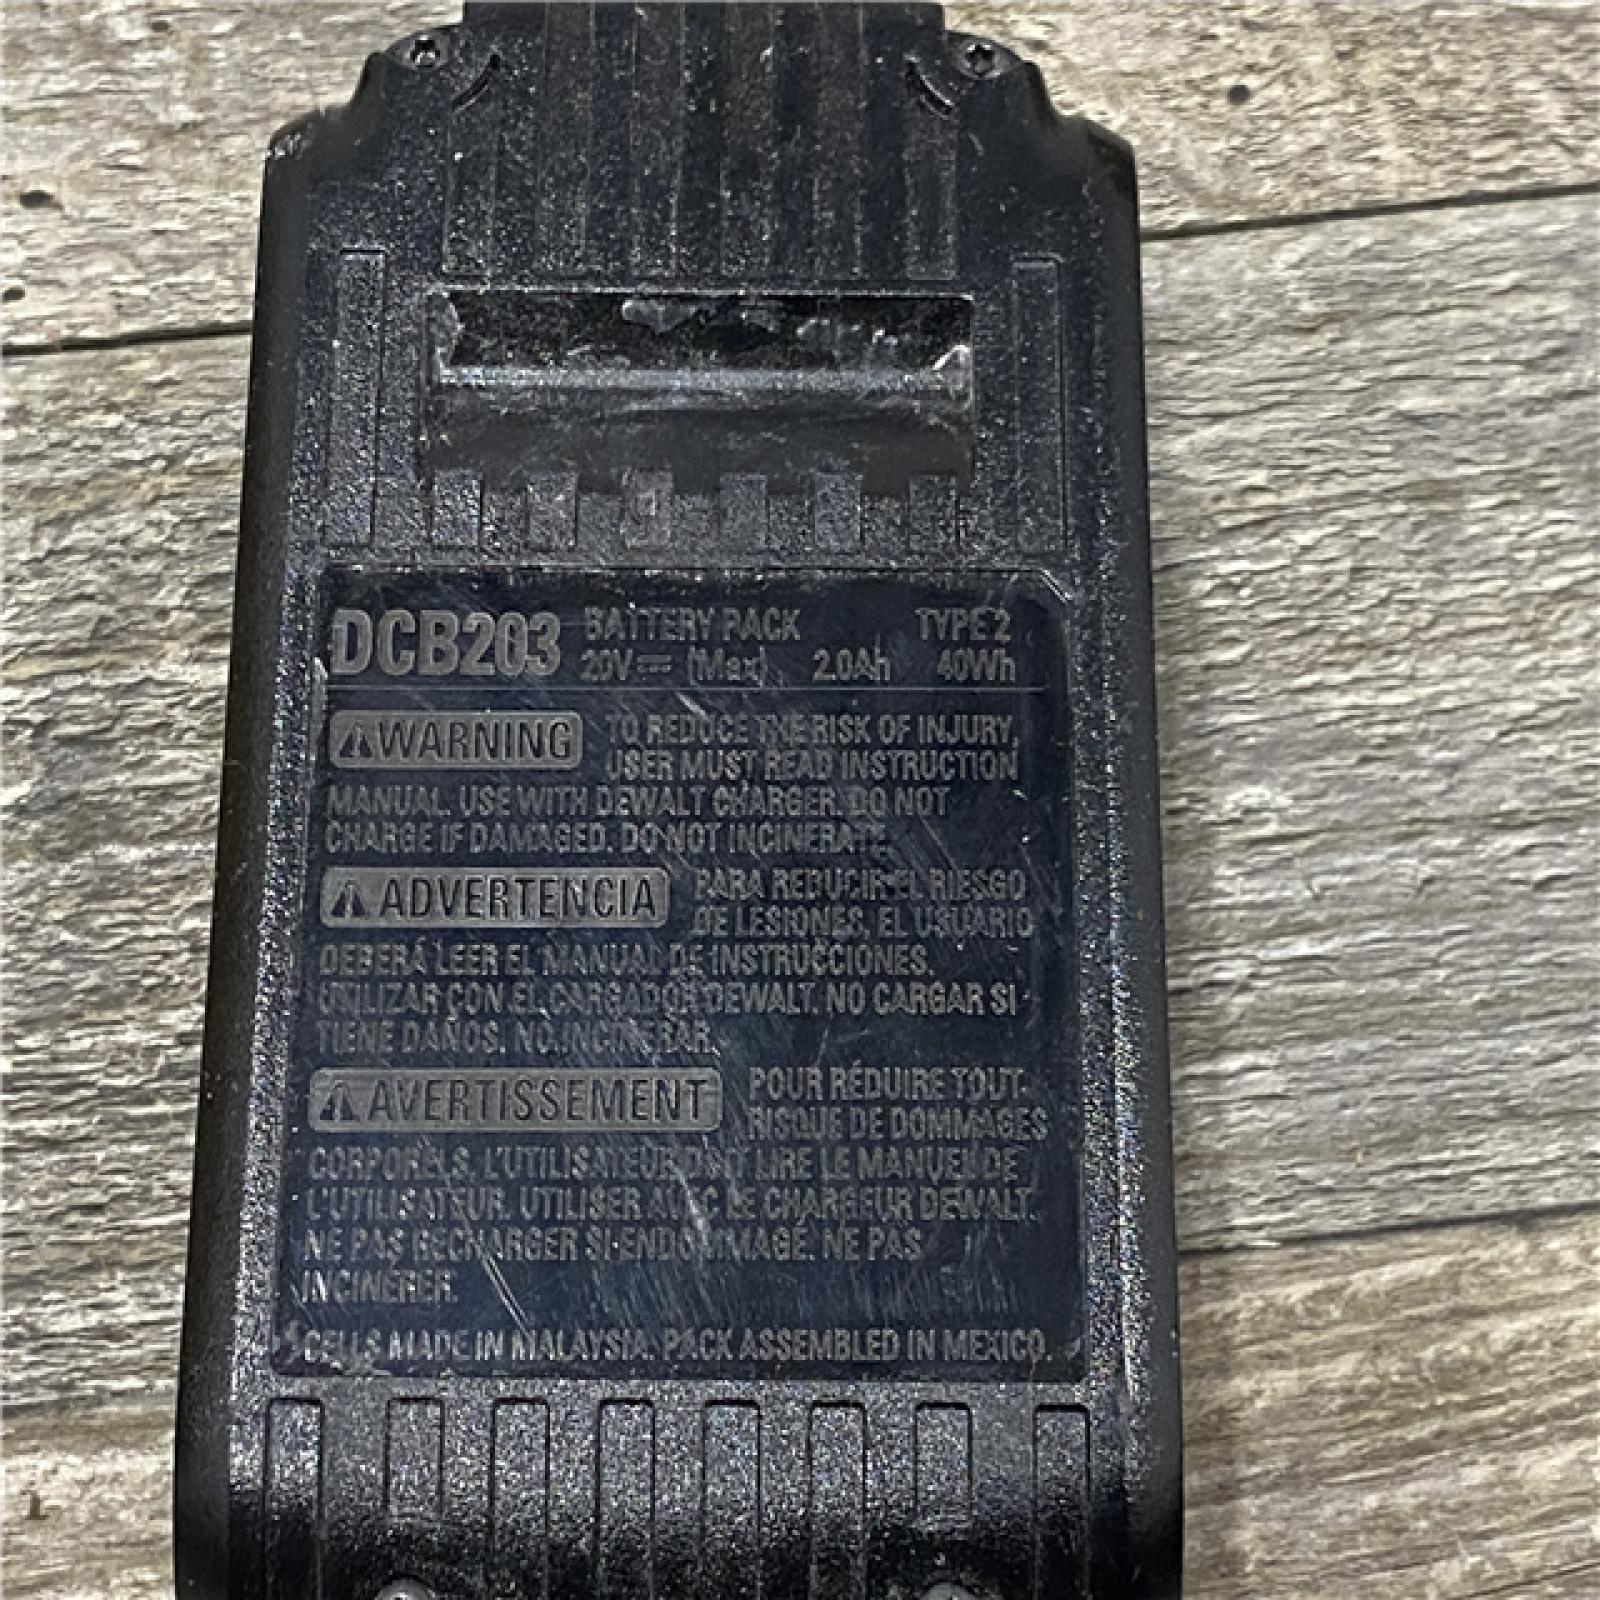 DCB203 BATTERY PACK TYPE 2
20V⎓ (Max) 2.0Ah 40Wh
⚠WARNING TO REDUCE THE RISK OF INJURY,
USER MUST READ INSTRUCTION
MANUAL. USE WITH DEWALT CHARGER. DO NOT
CHARGE IF DAMAGED. DO NOT INCINERATE.
⚠ADVERTENCIA PARA REDUCIR EL RIESGO
DE LESIONES, EL USUARIO
DEBERÁ LEER EL MANUAL DE INSTRUCCIONES.
UTILIZAR CON EL CARGADOR DEWALT. NO CARGAR SI
TIENE DAÑOS. NO INCINERAR.
⚠AVERTISSEMENT POUR RÉDUIRE TOUT
RISQUE DE DOMMAGES
CORPORELS, L'UTILISATEUR DOIT LIRE LE MANUEL DE
L'UTILISATEUR. UTILISER AVEC LE CHARGEUR DEWALT.
NE PAS RECHARGER SI ENDOMMAGÉ. NE PAS
INCINÉRER.
CELLS MADE IN MALAYSIA. PACK ASSEMBLED IN MEXICO.